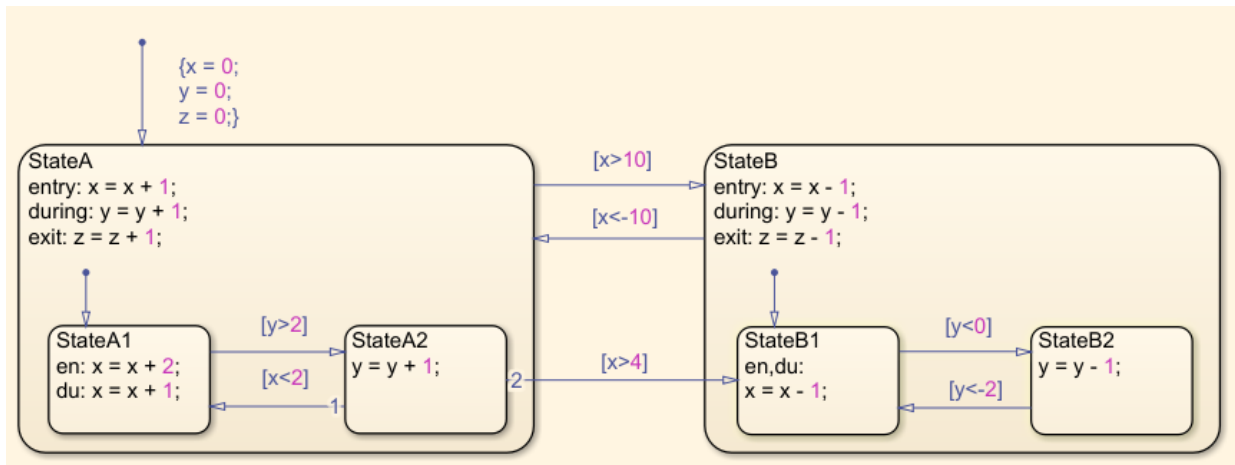 {x = 0;
y = 0;
z = 0;}
StateA
entry: x = x + 1;
during: y = y + 1;
exit: z = z + 1;
[x>10]
[x<-10]
StateB
entry: x = x - 1;
during: y = y - 1;
exit: z = z - 1;
StateA1
en: x = x + 2;
du: x = x + 1;
[y>2]
[x<2]
1
StateA2
y = y + 1;
2
[x>4]
StateB1
en,du:
x = x - 1;
[y<0]
[y<-2]
StateB2
y = y - 1;